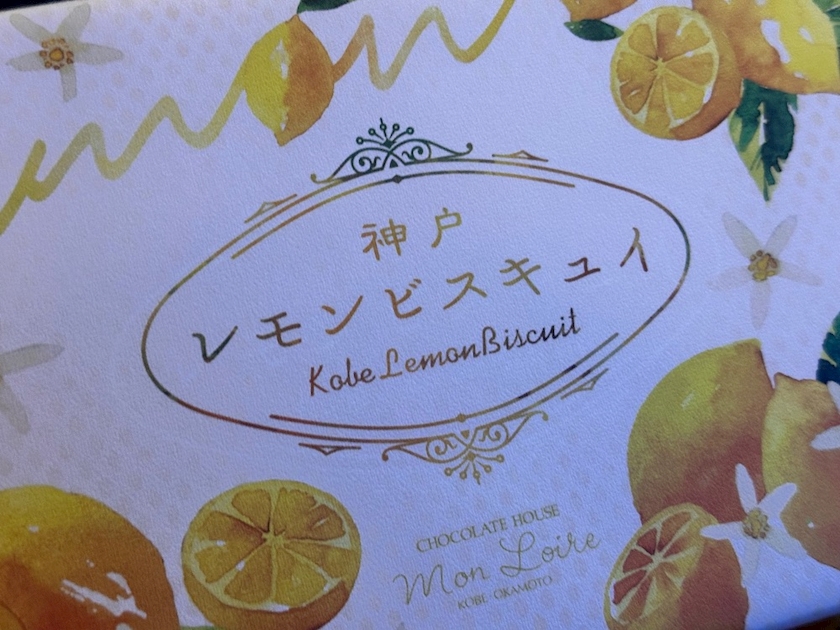 神戸
レモンビスキュイ
Kobe Lemon Biscuit
CHOCOLATE HOUSE
Mon Loire
KOBE OKAMOTO